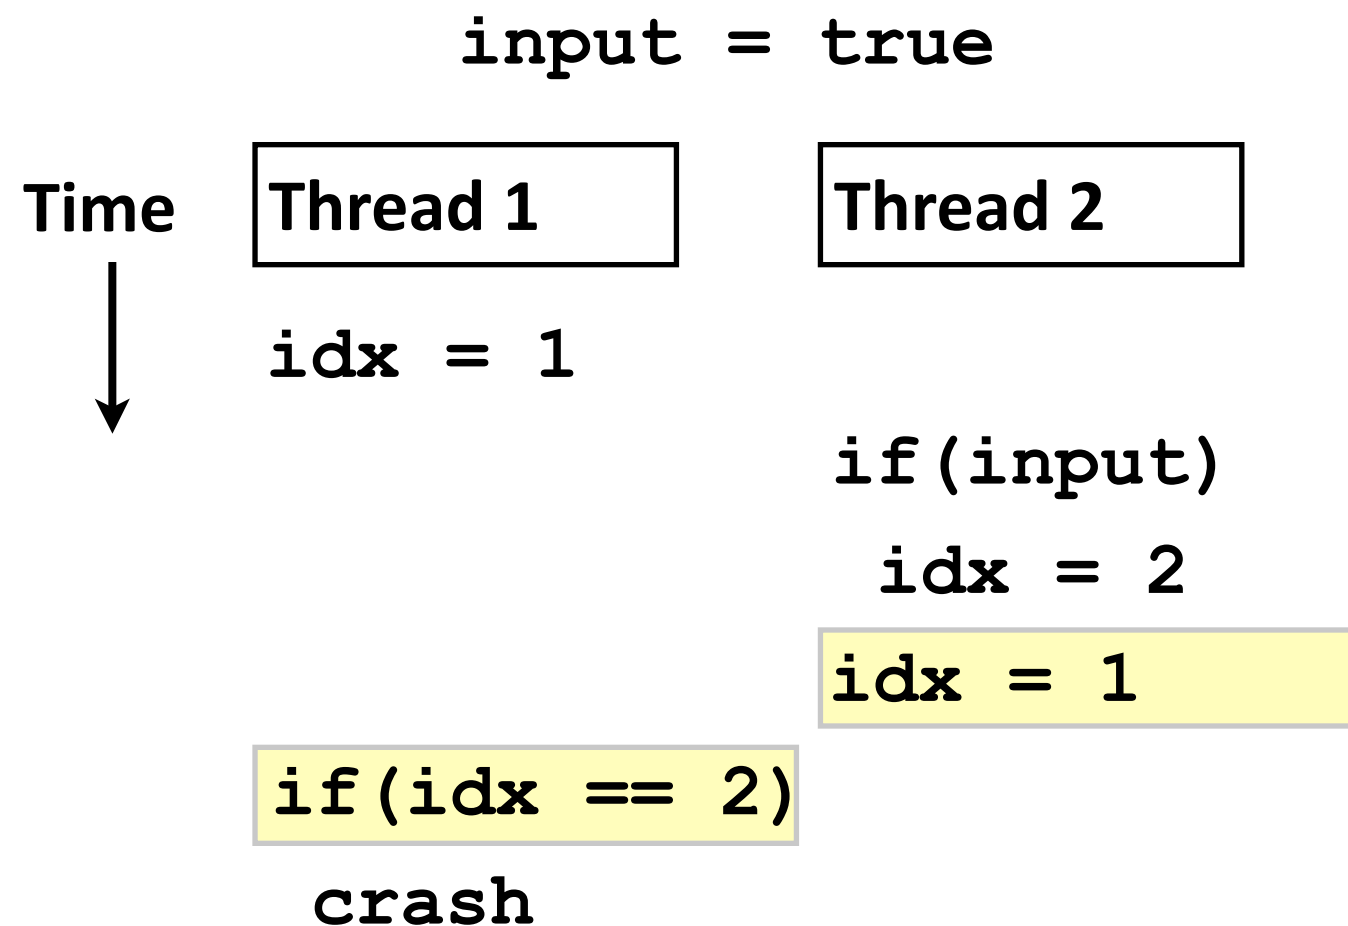 input = true
Time
Thread 1
Thread 2
idx = 1
if(input)
idx = 2
idx = 1
if(idx == 2)
crash